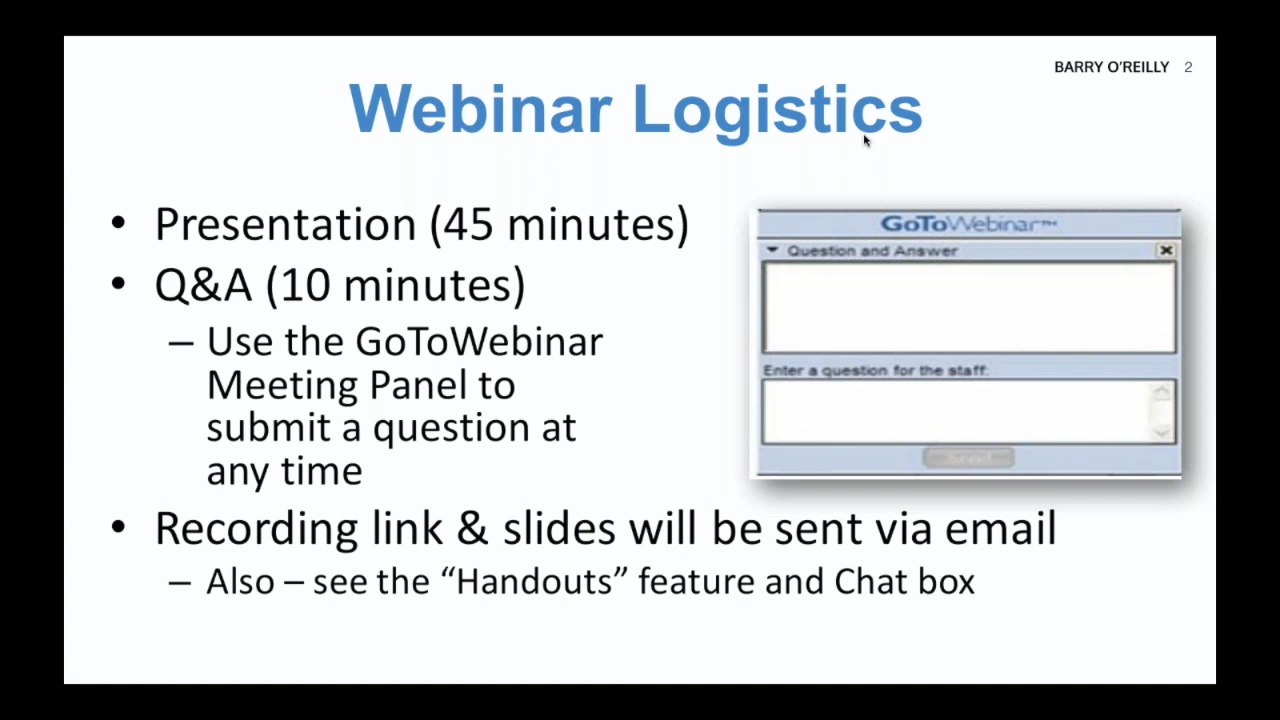 BARRY O'REILLY 2
Webinar Logistics
• Presentation (45 minutes)
• Q&A (10 minutes)
– Use the GoToWebinar
Meeting Panel to
submit a question at
any time
GoToWebinar™
Question and Answer
Enter a question for the staff:
• Recording link & slides will be sent via email
– Also – see the “Handouts” feature and Chat box